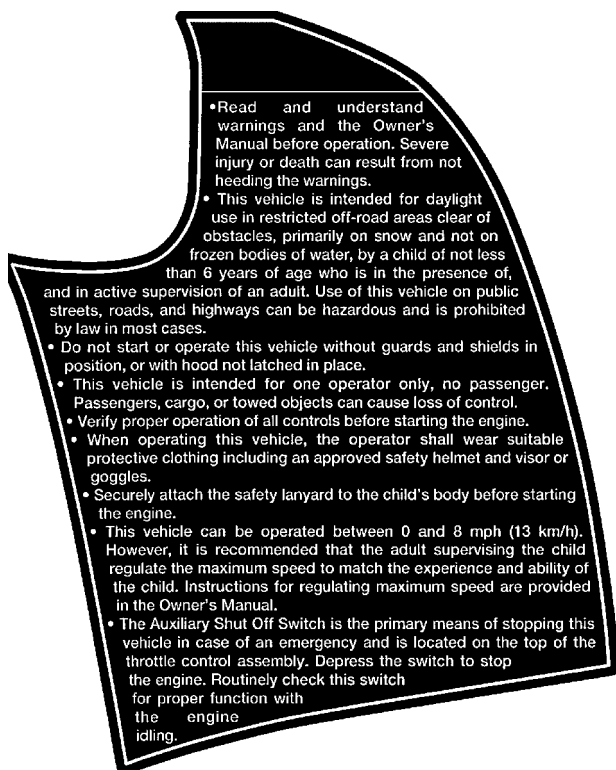 •Read and understand
warnings and the Owner's
Manual before operation. Severe
injury or death can result from not
heeding the warnings.
• This vehicle is intended for daylight
use in restricted off-road areas clear of
obstacles, primarily on snow and not on
frozen bodies of water, by a child of not less
than 6 years of age who is in the presence of,
and in active supervision of an adult. Use of this vehicle on public
streets, roads, and highways can be hazardous and is prohibited
by law in most cases.
• Do not start or operate this vehicle without guards and shields in
position, or with hood not latched in place.
• This vehicle is intended for one operator only, no passenger.
Passengers, cargo, or towed objects can cause loss of control.
• Verify proper operation of all controls before starting the engine.
• When operating this vehicle, the operator shall wear suitable
protective clothing including an approved safety helmet and visor or
goggles.
• Securely attach the safety lanyard to the child's body before starting
the engine.
• This vehicle can be operated between 0 and 8 mph (13 km/h).
However, it is recommended that the adult supervising the child
regulate the maximum speed to match the experience and ability of
the child. Instructions for regulating maximum speed are provided
in the Owner's Manual.
• The Auxiliary Shut Off Switch is the primary means of stopping this
vehicle in case of an emergency and is located on the top of the
throttle control assembly. Depress the switch to stop
the engine. Routinely check this switch
for proper function with
the engine
idling.